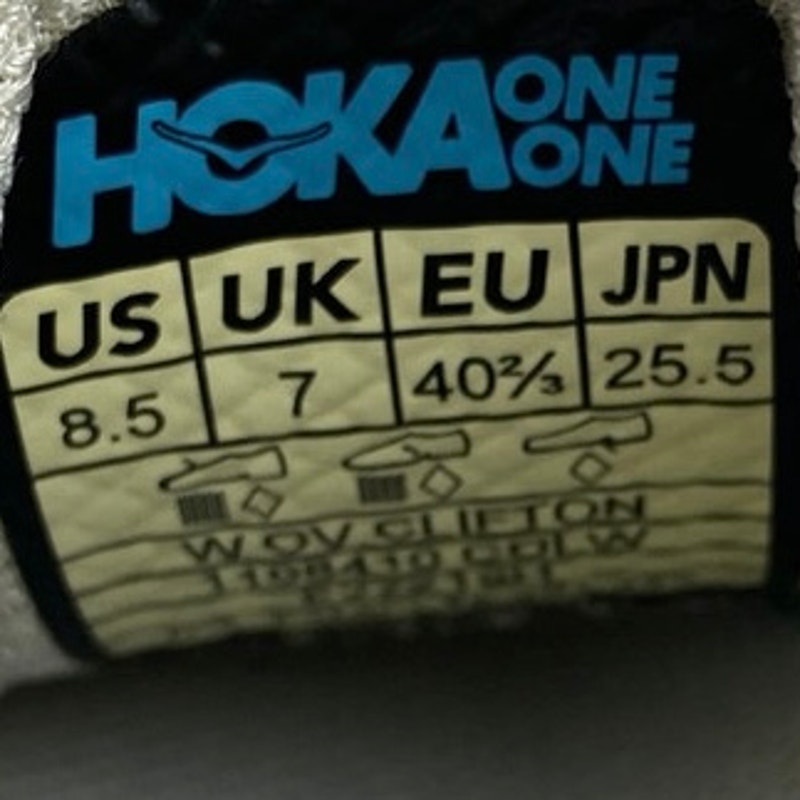 HOKA ONE ONE
US UK EU JPN
8.5 7 40⅔ 25.5
W OV CLIFTON